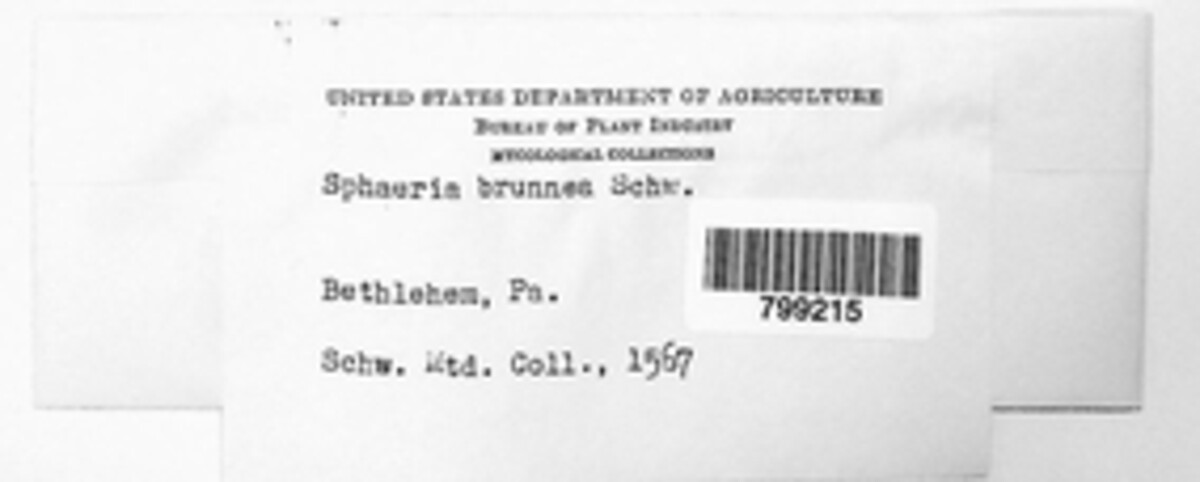 UNITED STATES DEPARTMENT OF AGRICULTURE
BUREAU OF PLANT INDUSTRY
MYCOLOGICAL COLLECTIONS
Sphaeria brunnea Schw.
799215
Bethlehem, Pa.
Schw. Mtd. Coll., 1567